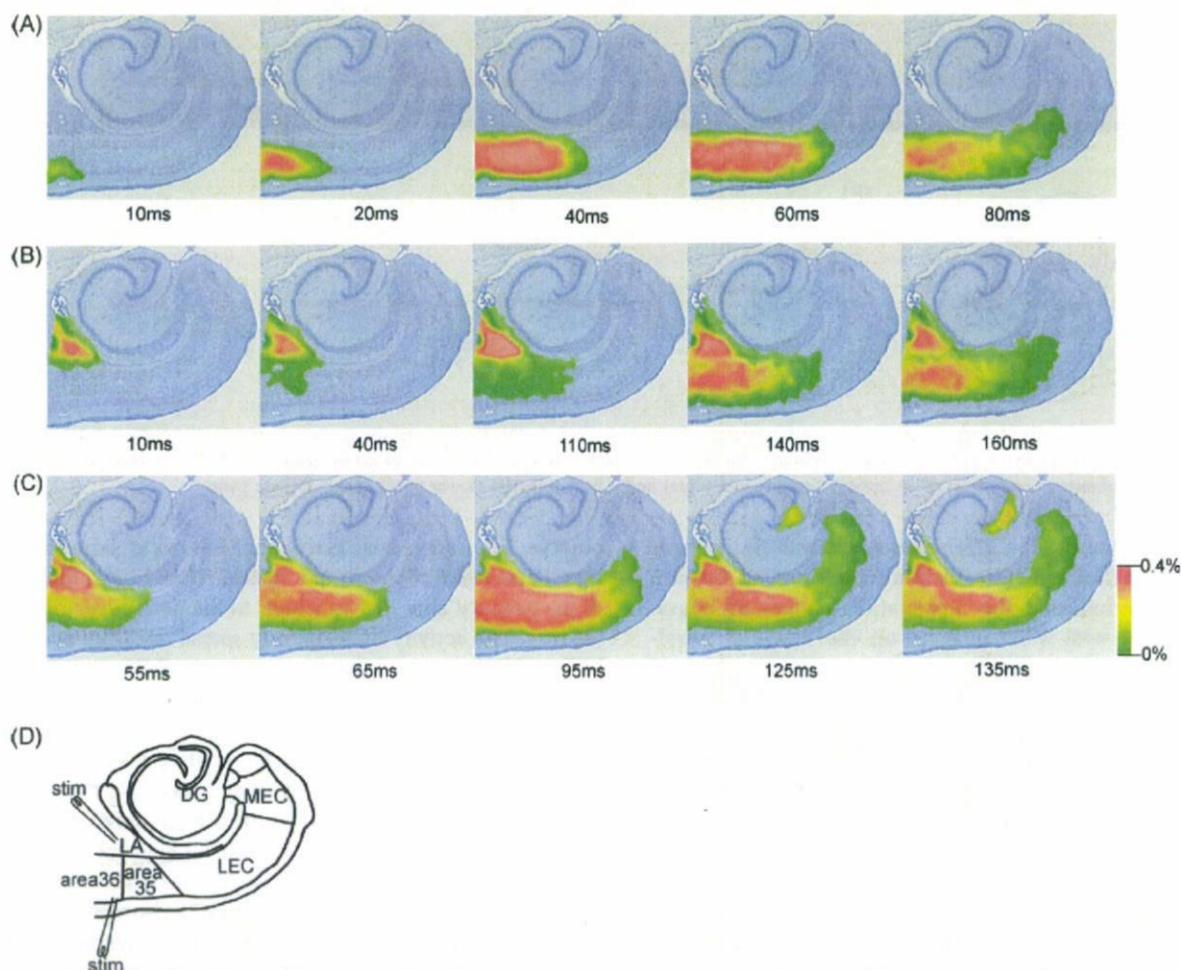 (A)
10ms 20ms 40ms 60ms 80ms
(B)
10ms 40ms 110ms 140ms 160ms
(C)
0.4%
0%
55ms 65ms 95ms 125ms 135ms
(D)
stim
DG
MEC
LA
LEC
area36
area
35
stim